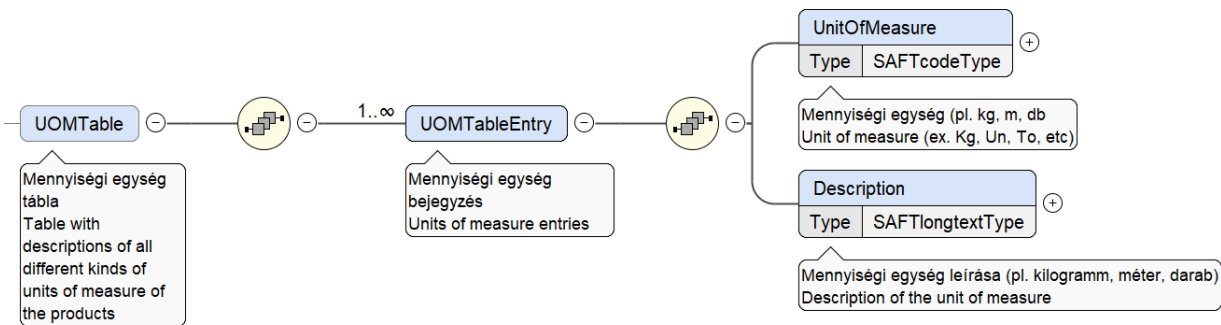 UOMTable
Mennyiségi egység
tábla
Table with
descriptions of all
different kinds of
units of measure of
the products
1..∞
UOMTableEntry
Mennyiségi egység
bejegyzés
Units of measure entries
UnitOfMeasure
Type SAFTcodeType
Mennyiségi egység (pl. kg, m, db
Unit of measure (ex. Kg, Un, To, etc)
Description
Type SAFTlongtextType
Mennyiségi egység leírása (pl. kilogramm, méter, darab)
Description of the unit of measure